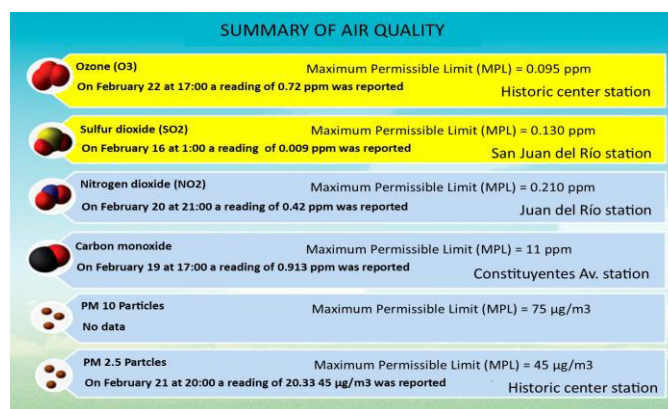 SUMMARY OF AIR QUALITY
Ozone (O3)
Maximum Permissible Limit (MPL) = 0.095 ppm
On February 22 at 17:00 a reading of 0.72 ppm was reported
Historic center station
Sulfur dioxide (SO2)
Maximum Permissible Limit (MPL) = 0.130 ppm
On February 16 at 1:00 a reading of 0.009 ppm was reported
San Juan del Río station
Nitrogen dioxide (NO2)
Maximum Permissible Limit (MPL) = 0.210 ppm
On February 20 at 21:00 a reading of 0.42 ppm was reported
Juan del Río station
Carbon monoxide
Maximum Permissible Limit (MPL) = 11 ppm
On February 19 at 17:00 a reading of 0.913 ppm was reported
Constituyentes Av. station
PM 10 Particles
Maximum Permissible Limit (MPL) = 75 µg/m3
No data
PM 2.5 Partcles
Maximum Permissible Limit (MPL) = 45 µg/m3
On February 21 at 20:00 a reading of 20.33 45 µg/m3 was reported
Historic center station